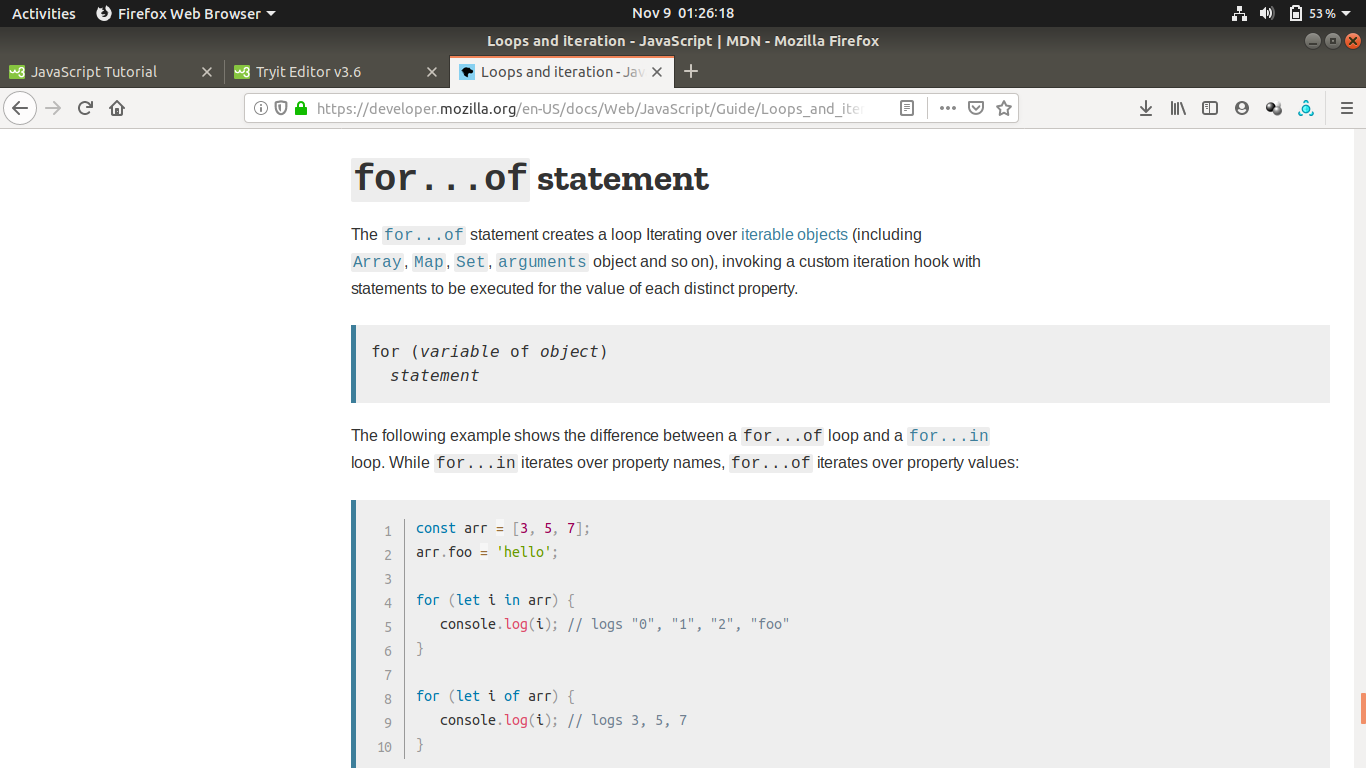 Activities Firefox Web Browser Nov 9 01:26:18 53 %
Loops and iteration - JavaScript | MDN - Mozilla Firefox
JavaScript Tutorial Tryit Editor v3.6 Loops and iteration - Jav
https://developer.mozilla.org/en-US/docs/Web/JavaScript/Guide/Loops_and_ite
for...of statement
The for...of statement creates a loop Iterating over iterable objects (including
Array, Map, Set, arguments object and so on), invoking a custom iteration hook with
statements to be executed for the value of each distinct property.
for (variable of object)
  statement
The following example shows the difference between a for...of loop and a for...in
loop. While for...in iterates over property names, for...of iterates over property values:
1 const arr = [3, 5, 7];
2 arr.foo = 'hello';
3
4 for (let i in arr) {
5    console.log(i); // logs "0", "1", "2", "foo"
6 }
7
8 for (let i of arr) {
9    console.log(i); // logs 3, 5, 7
10 }